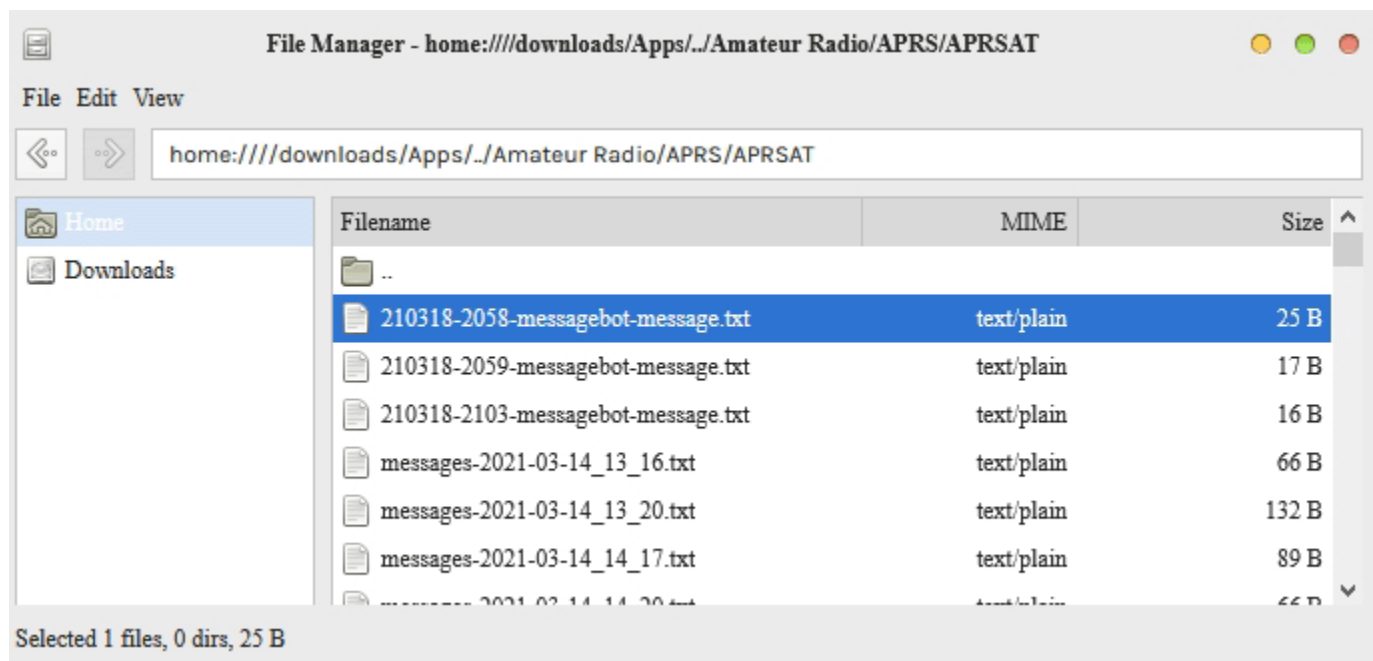 File Manager - home:////downloads/Apps/../Amateur Radio/APRS/APRSAT
File Edit View
home:////downloads/Apps/../Amateur Radio/APRS/APRSAT
Home
Downloads
Filename MIME Size
..
210318-2058-messagebot-message.txt text/plain 25 B
210318-2059-messagebot-message.txt text/plain 17 B
210318-2103-messagebot-message.txt text/plain 16 B
messages-2021-03-14_13_16.txt text/plain 66 B
messages-2021-03-14_13_20.txt text/plain 132 B
messages-2021-03-14_14_17.txt text/plain 89 B
Selected 1 files, 0 dirs, 25 B